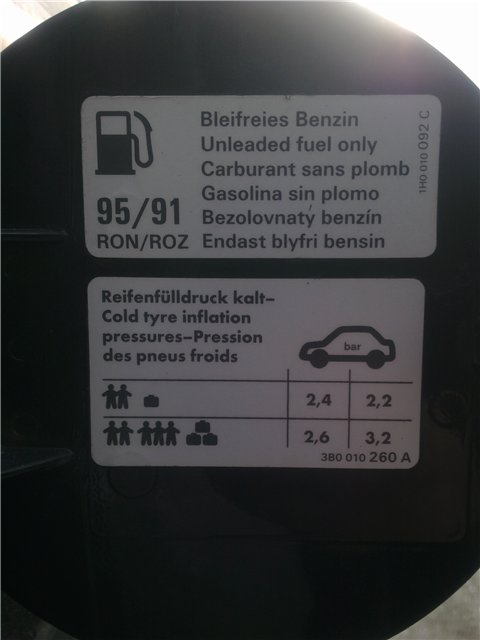 Bleifreies Benzin
Unleaded fuel only
Carburant sans plomb
Gasolina sin plomo
95/91 Bezolovnatý benzín
RON/ROZ Endast blyfri bensin
1H0 010 092 C
Reifenfülldruck kalt–
Cold tyre inflation
pressures–Pression
des pneus froids
bar
2,4 2,2
2,6 3,2
3B0 010 260 A